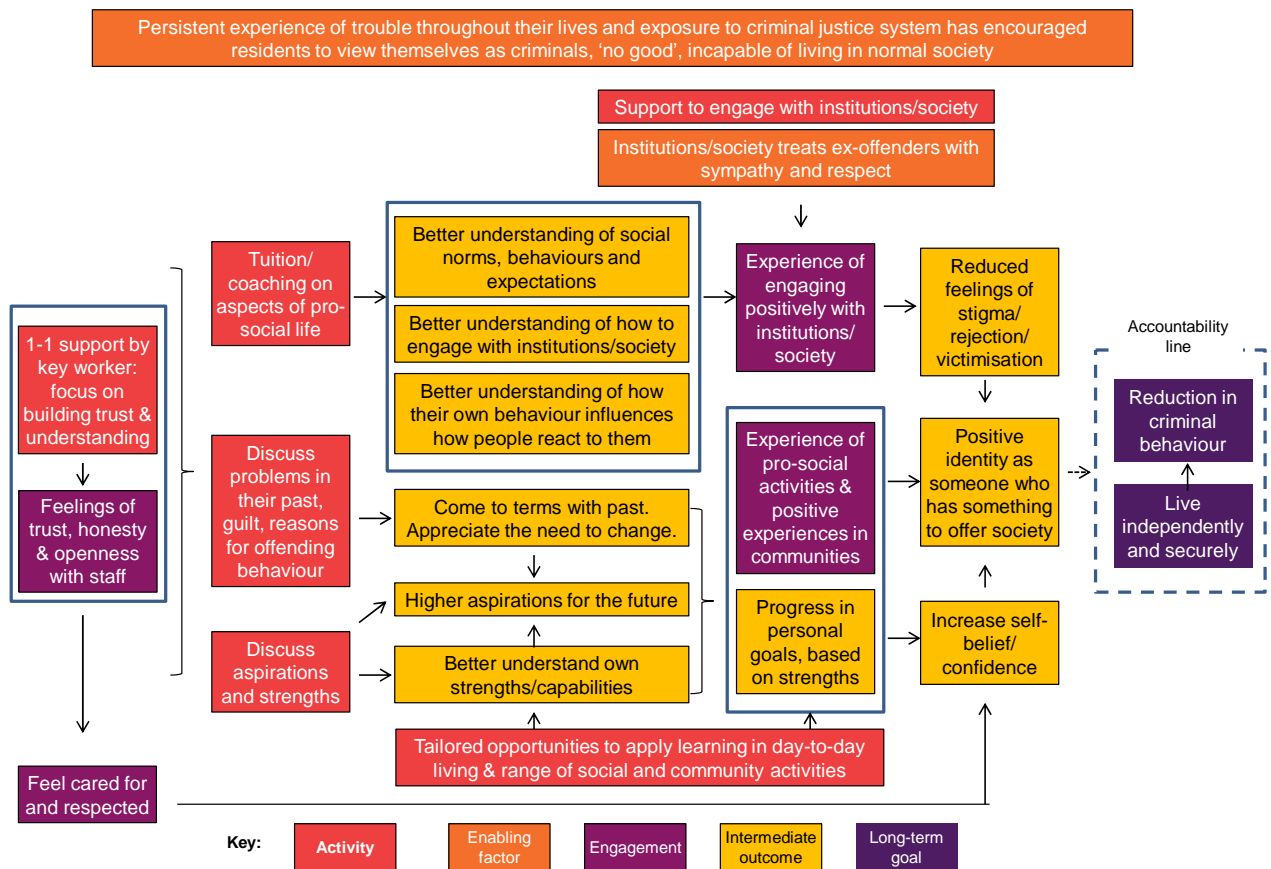 Persistent experience of trouble throughout their lives and exposure to criminal justice system has encouraged
residents to view themselves as criminals, ‘no good’, incapable of living in normal society
Support to engage with institutions/society
Institutions/society treats ex-offenders with
sympathy and respect
1-1 support by
key worker:
focus on
building trust &
understanding
Feelings of
trust, honesty
& openness
with staff
Feel cared for
and respected
Tuition/
coaching on
aspects of pro-
social life
Discuss
problems in
their past,
guilt, reasons
for offending
behaviour
Discuss
aspirations
and strengths
Better understanding of social
norms, behaviours and
expectations
Better understanding of how to
engage with institutions/society
Better understanding of how
their own behaviour influences
how people react to them
Come to terms with past.
Appreciate the need to change.
Higher aspirations for the future
Better understand own
strengths/capabilities
Tailored opportunities to apply learning in day-to-day
living & range of social and community activities
Experience of
engaging
positively with
institutions/
society
Experience of
pro-social
activities &
positive
experiences in
communities
Progress in
personal
goals, based
on strengths
Reduced
feelings of
stigma/
rejection/
victimisation
Positive
identity as
someone who
has something
to offer society
Increase self-
belief/
confidence
Accountability
line
Reduction in
criminal
behaviour
Live
independently
and securely
Key:
Activity
Enabling
factor
Engagement
Intermediate
outcome
Long-term
goal